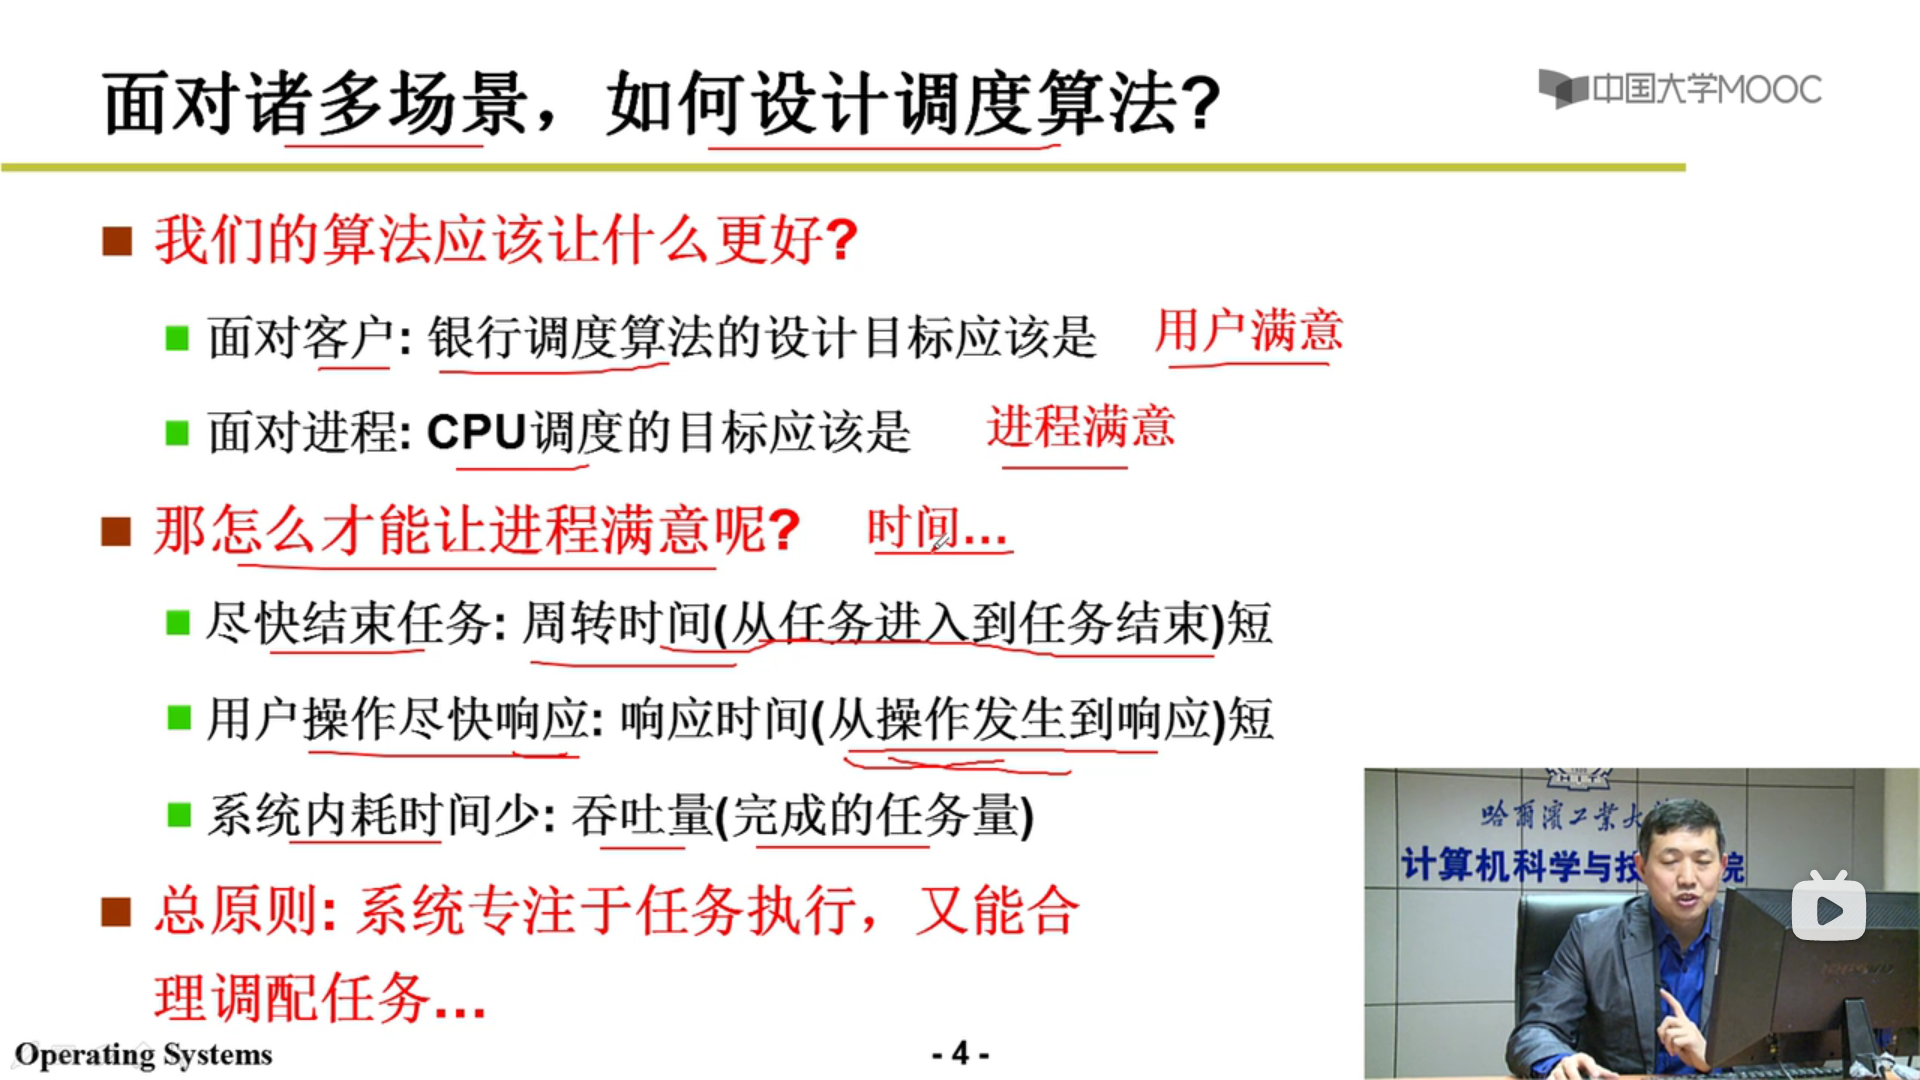 面对诸多场景，如何设计调度算法?
中国大学MOOC
我们的算法应该让什么更好?
面对客户: 银行调度算法的设计目标应该是 用户满意
面对进程: CPU调度的目标应该是 进程满意
那怎么才能让进程满意呢? 时间...
尽快结束任务: 周转时间(从任务进入到任务结束)短
用户操作尽快响应: 响应时间(从操作发生到响应)短
系统内耗时间少: 吞吐量(完成的任务量)
总原则: 系统专注于任务执行，又能合
理调配任务...
HIT
哈爾濱工業大
计算机科学与技 院
Operating Systems
- 4 -